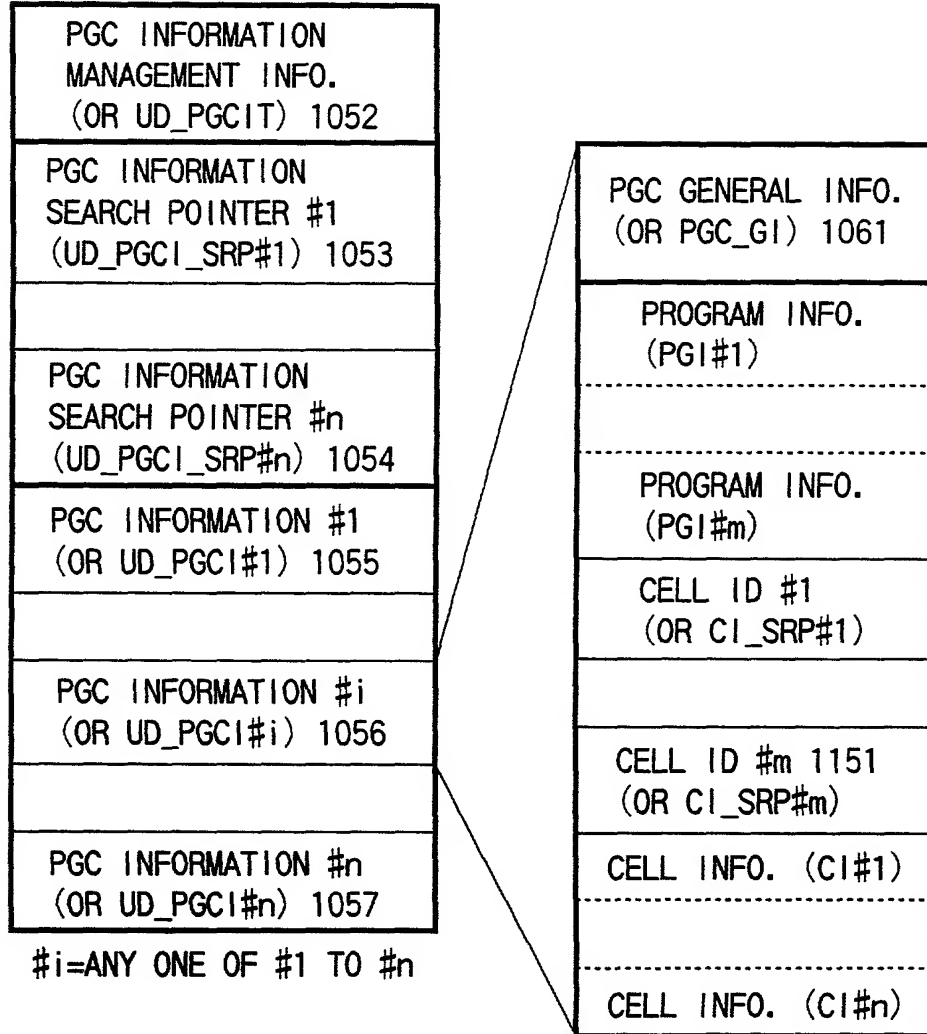 PGC INFORMATION
MANAGEMENT INFO.
(OR UD_PGCIT) 1052
PGC INFORMATION
SEARCH POINTER #1
(UD_PGCI_SRP#1) 1053
PGC INFORMATION
SEARCH POINTER #n
(UD_PGCI_SRP#n) 1054
PGC INFORMATION #1
(OR UD_PGCI#1) 1055
PGC INFORMATION #i
(OR UD_PGCI#i) 1056
PGC INFORMATION #n
(OR UD_PGCI#n) 1057
#i=ANY ONE OF #1 TO #n
PGC GENERAL INFO.
(OR PGC_GI) 1061
PROGRAM INFO.
(PGI#1)
PROGRAM INFO.
(PGI#m)
CELL ID #1
(OR CI_SRP#1)
CELL ID #m 1151
(OR CI_SRP#m)
CELL INFO. (CI#1)
CELL INFO. (CI#n)